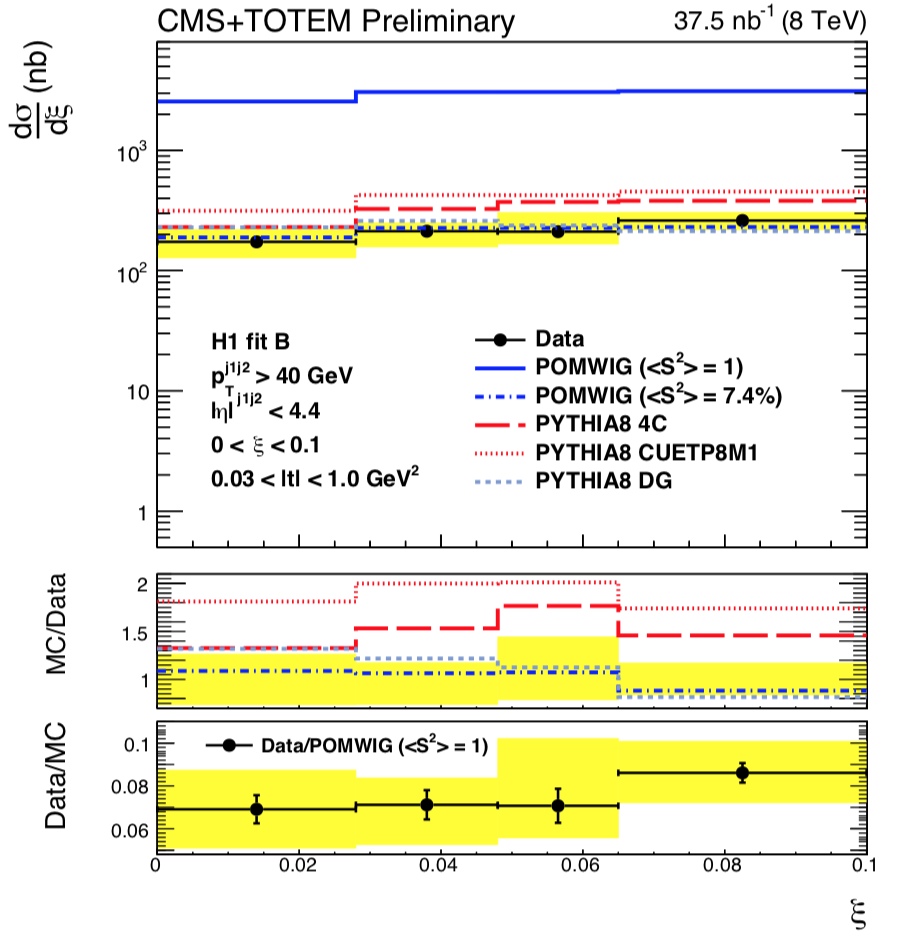 CMS+TOTEM Preliminary 37.5 nb⁻¹ (8 TeV)
dσ/dξ (nb)
10³
10²
10
1
H1 fit B
p_T^j1j2 > 40 GeV
|η|^j1j2 < 4.4
0 < ξ < 0.1
0.03 < |t| < 1.0 GeV²
Data
POMWIG (<S²> = 1)
POMWIG (<S²> = 7.4%)
PYTHIA8 4C
PYTHIA8 CUETP8M1
PYTHIA8 DG
MC/Data
2
1.5
1
Data/MC
0.1
0.08
0.06
Data/POMWIG (<S²> = 1)
0 0.02 0.04 0.06 0.08 0.1
ξ